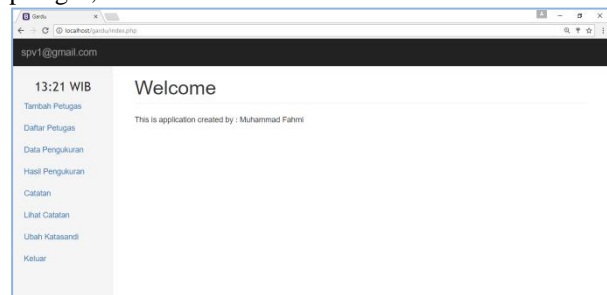 Gardu
localhost/gardu/index.php
spv1@gmail.com
13:21 WIB
Tambah Petugas
Daftar Petugas
Data Pengukuran
Hasil Pengukuran
Catatan
Lihat Catatan
Ubah Katasandi
Keluar
Welcome
This is application created by : Muhammad Fahmi